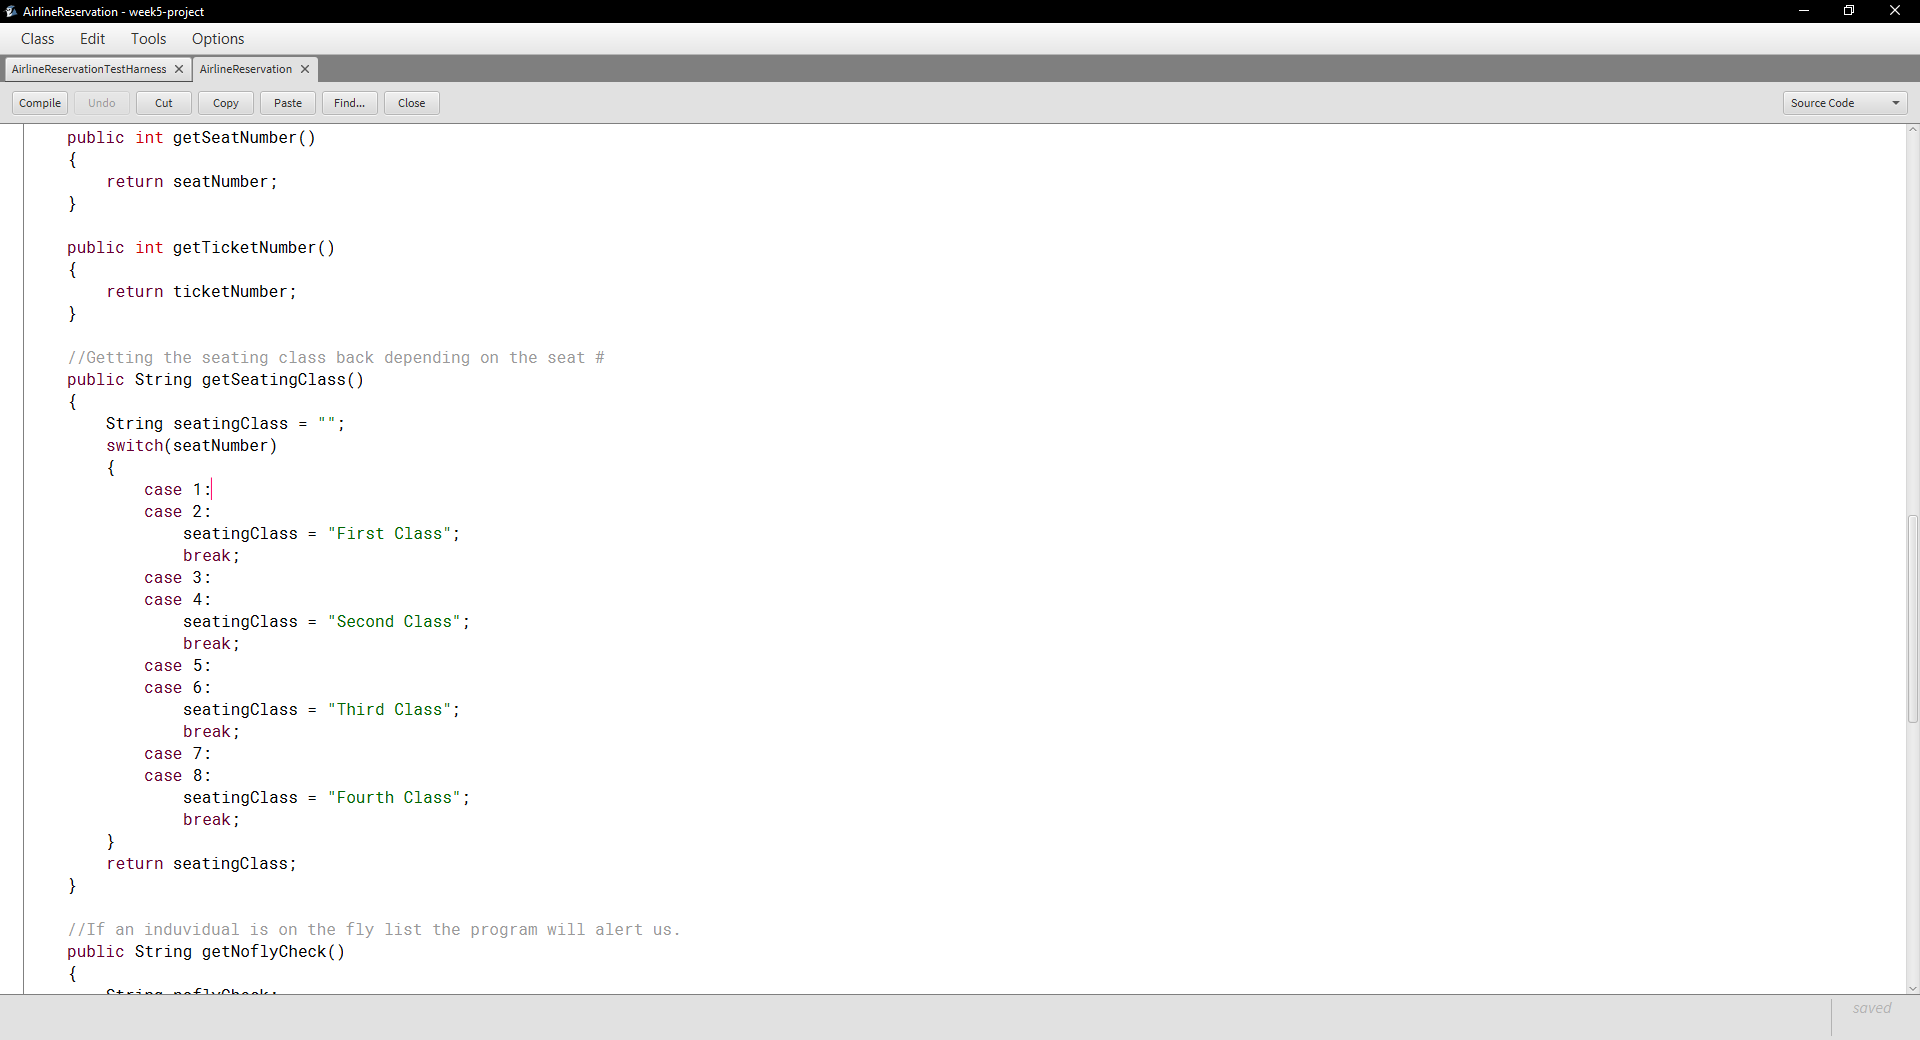 AirlineReservation - week5-project
Class Edit Tools Options
AirlineReservationTestHarness AirlineReservation
Compile Undo Cut Copy Paste Find... Close Source Code
public int getSeatNumber()
{
return seatNumber;
}
public int getTicketNumber()
{
return ticketNumber;
}
//Getting the seating class back depending on the seat #
public String getSeatingClass()
{
String seatingClass = "";
switch(seatNumber)
{
case 1:
case 2:
seatingClass = "First Class";
break;
case 3:
case 4:
seatingClass = "Second Class";
break;
case 5:
case 6:
seatingClass = "Third Class";
break;
case 7:
case 8:
seatingClass = "Fourth Class";
break;
}
return seatingClass;
}
//If an induvidual is on the fly list the program will alert us.
public String getNoflyCheck()
{
String noflyCheck;
saved